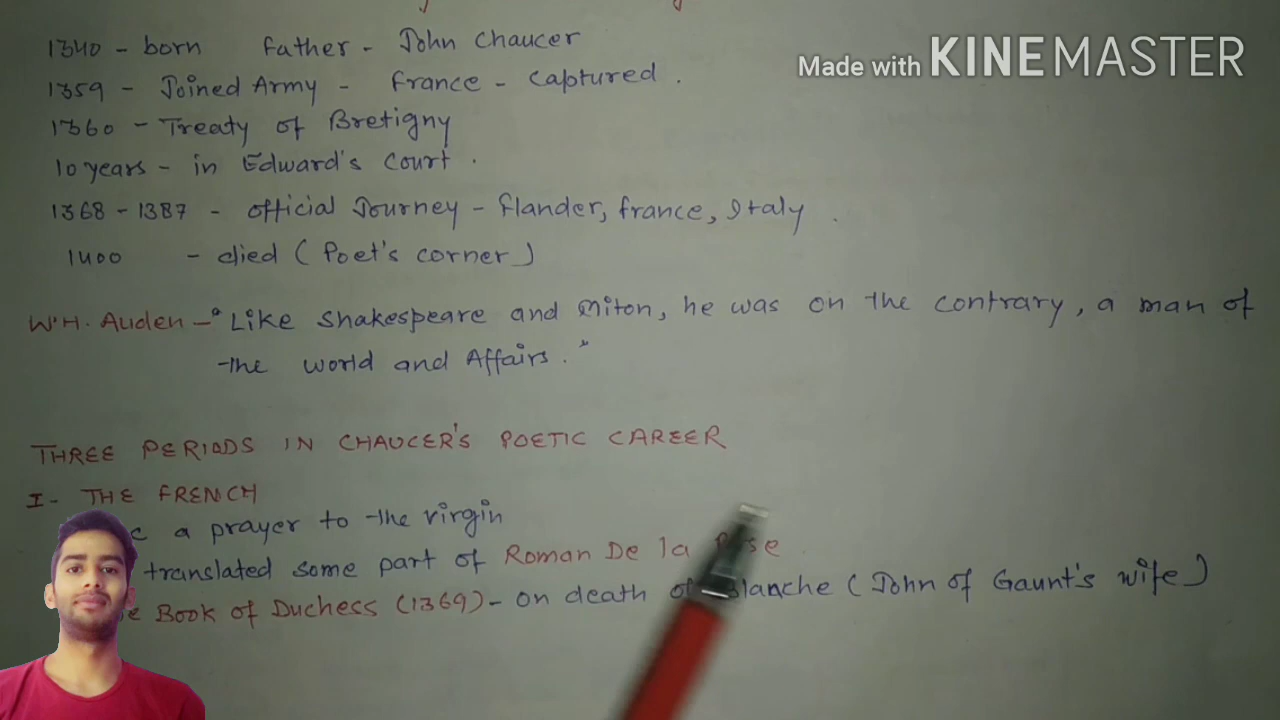 1340 - born father - John Chaucer
Made with KINEMASTER
1359 - Joined Army - france - captured .
1360 - Treaty of Bretigny
10 years - in Edward's court .
1368 - 1387 - official Journey - flander, france, Italy .
1400 - died ( Poet's corner )
W.H. Auden - "Like shakespeare and Miton, he was on the contrary, a man of
the world and Affairs."
THREE PERIODS IN CHAUCER'S POETIC CAREER
I - THE FRENCH
a prayer to the virgin
translated some part of Roman De la
Book of Duchess (1369) - on death of Blanche ( John of Gaunt's wife )